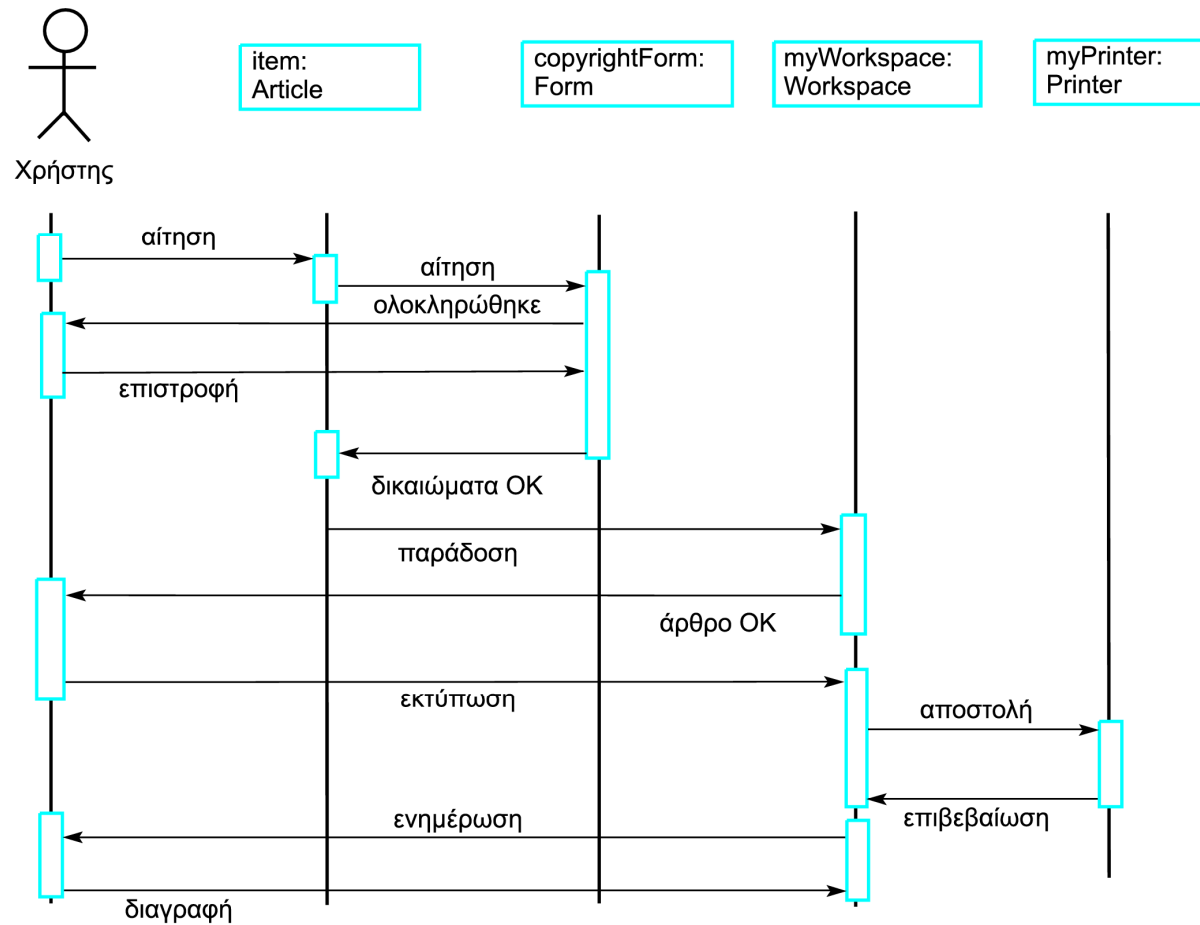 item:
Article
copyrightForm:
Form
myWorkspace:
Workspace
myPrinter:
Printer
Χρήστης
αίτηση
αίτηση
ολοκληρώθηκε
επιστροφή
δικαιώματα OK
παράδοση
άρθρο OK
εκτύπωση
αποστολή
επιβεβαίωση
ενημέρωση
διαγραφή